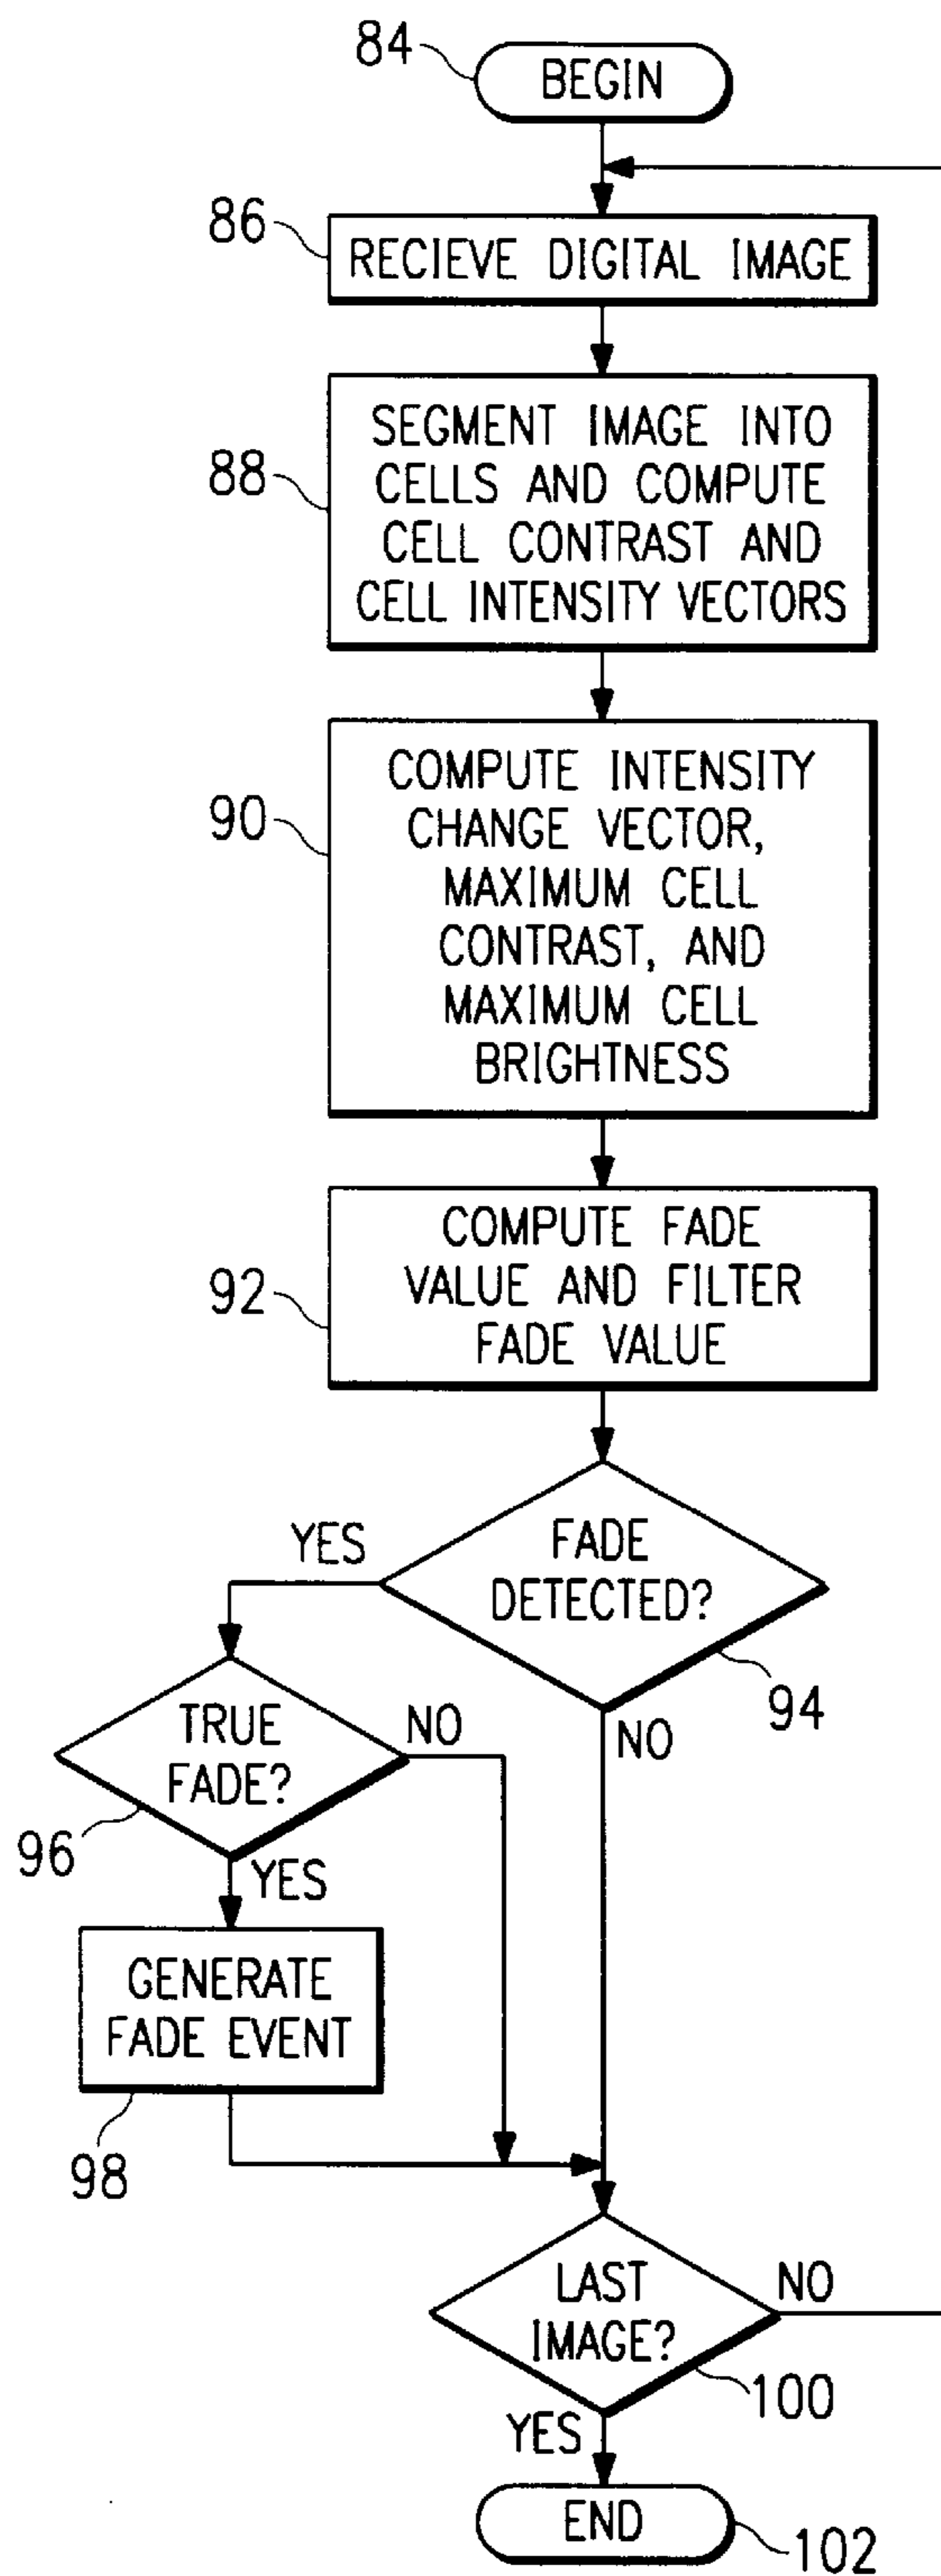 84
BEGIN
86
RECIEVE DIGITAL IMAGE
88
SEGMENT IMAGE INTO
CELLS AND COMPUTE
CELL CONTRAST AND
CELL INTENSITY VECTORS
90
COMPUTE INTENSITY
CHANGE VECTOR,
MAXIMUM CELL
CONTRAST, AND
MAXIMUM CELL
BRIGHTNESS
92
COMPUTE FADE
VALUE AND FILTER
FADE VALUE
YES
FADE
DETECTED?
94
NO
TRUE
FADE?
NO
96
YES
GENERATE
FADE EVENT
98
LAST
IMAGE?
NO
100
YES
END
102